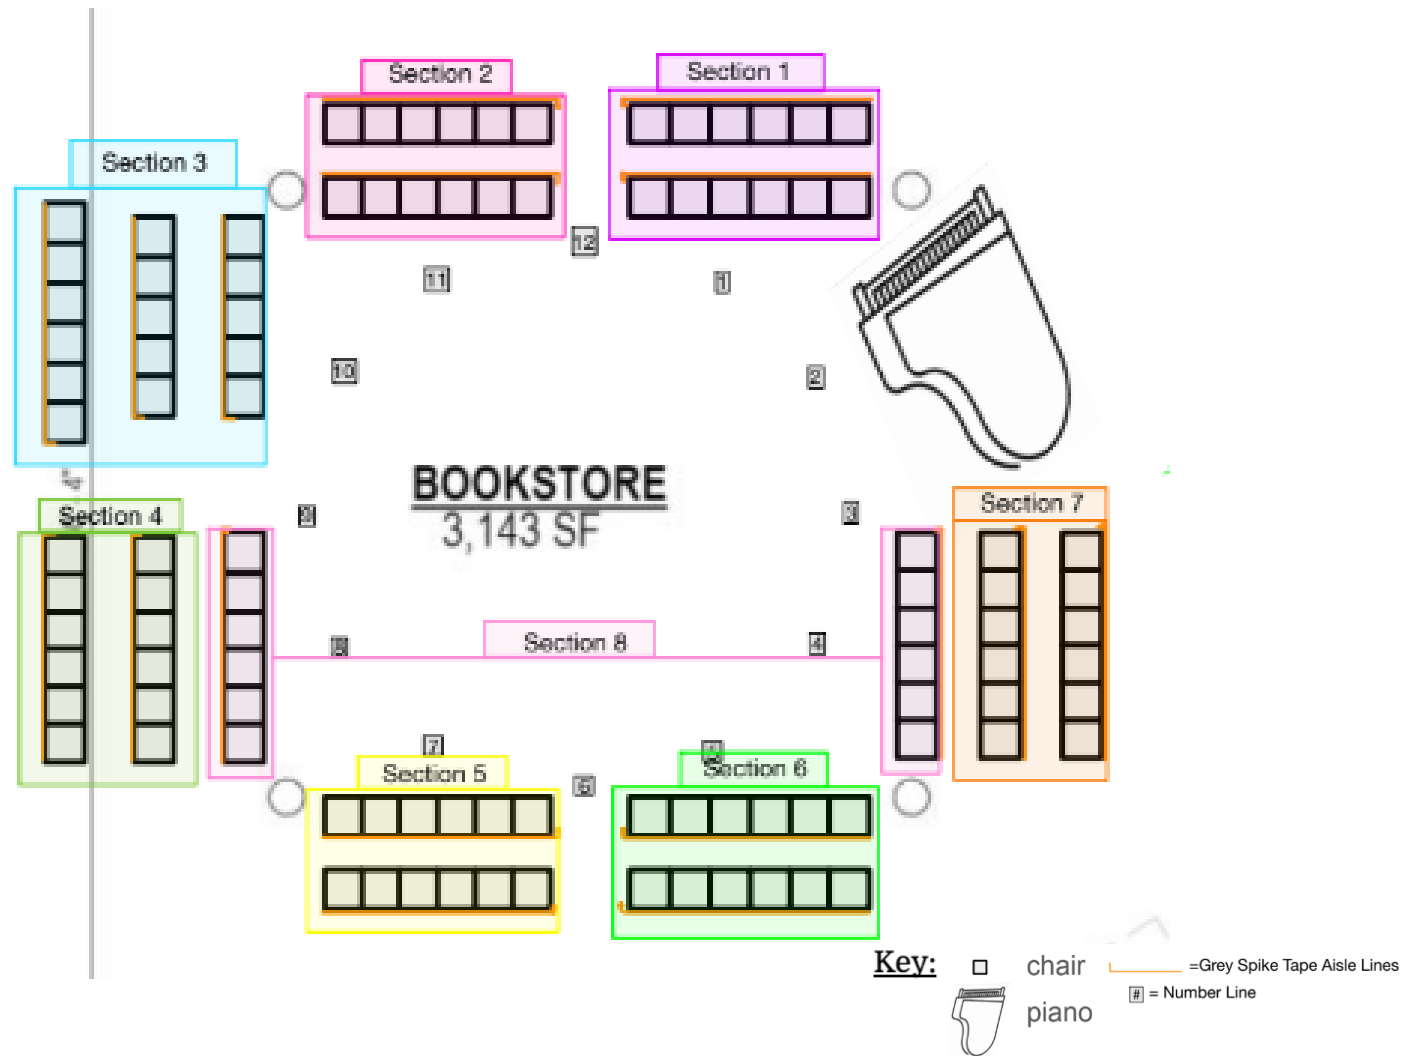 Section 2
Section 1
Section 3
12
11
1
10
2
BOOKSTORE
3,143 SF
4"
Section 4
9
3
Section 7
8
Section 8
4
7
Section 5
6
Section 6
Key:
chair
=Grey Spike Tape Aisle Lines
# = Number Line
piano